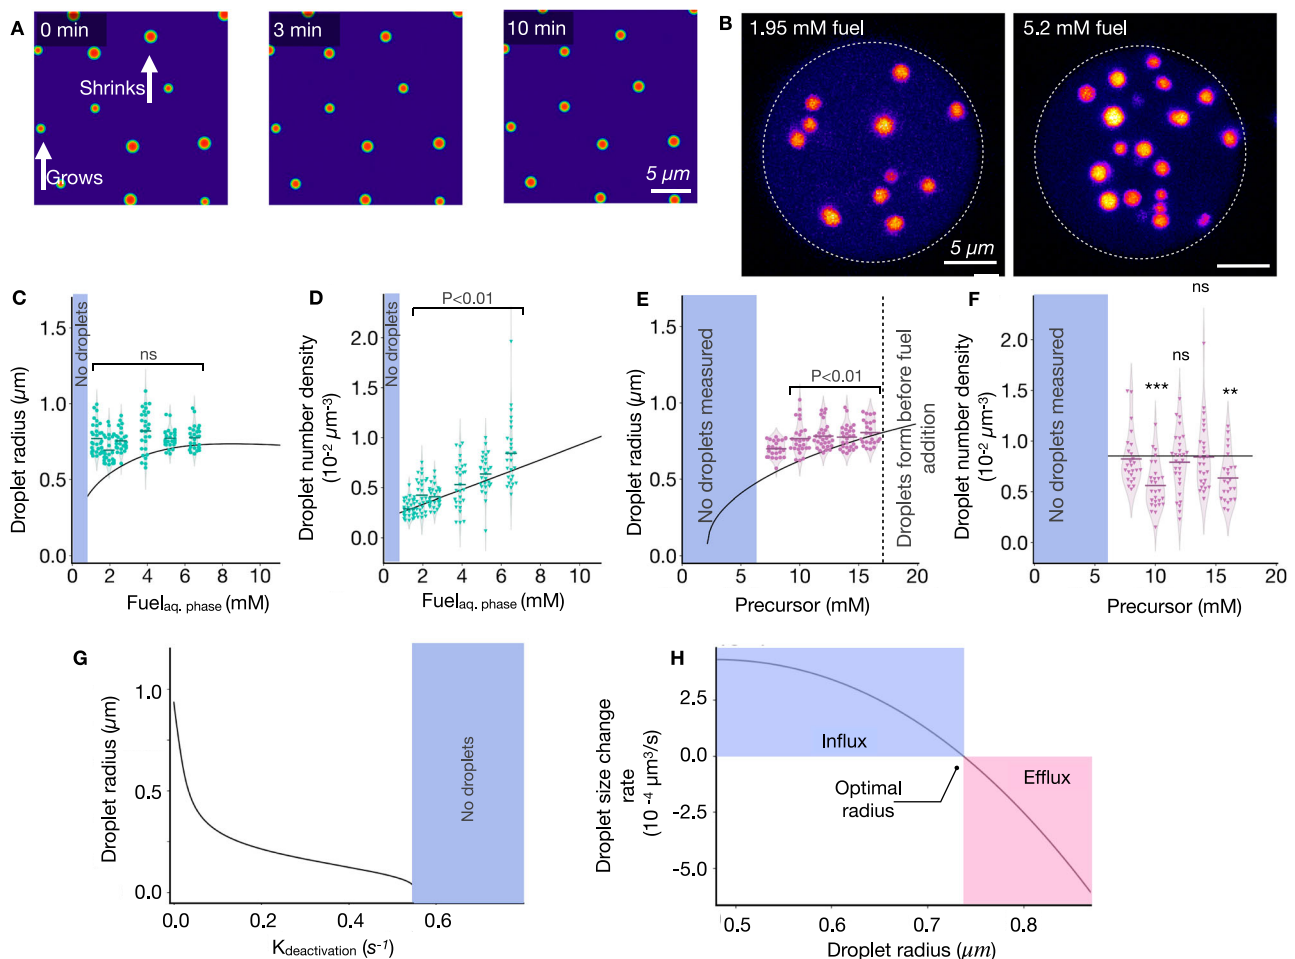 A
0 min
3 min
10 min
Shrinks
Grows
5 µm
B
1.95 mM fuel
5.2 mM fuel
5 µm
C
Droplet radius (µm)
1.5
1.0
0.5
0.0
No droplets
ns
0 2 4 6 8 10
Fuelaq. phase (mM)
D
Droplet number density
(10-2 µm-3)
2.0
1.5
1.0
0.5
0.0
No droplets
P<0.01
0 2 4 6 8 10
Fuelaq. phase (mM)
E
Droplet radius (µm)
1.5
1.0
0.5
0.0
No droplets measured
P<0.01
Droplets form before fuel
addition
0 5 10 15 20
Precursor (mM)
F
Droplet number density
(10-2 µm-3)
2.0
1.5
1.0
0.5
0.0
No droplets measured
ns
ns
***
**
0 5 10 15 20
Precursor (mM)
G
Droplet radius (µm)
1.0
0.5
0.0
No droplets
0.0 0.2 0.4 0.6
Kdeactivation (s-1)
H
Droplet size change
rate
(10 -4 µm3/s)
2.5
0.0
-2.5
-5.0
Influx
Efflux
Optimal
radius
0.5 0.6 0.7 0.8
Droplet radius (µm)